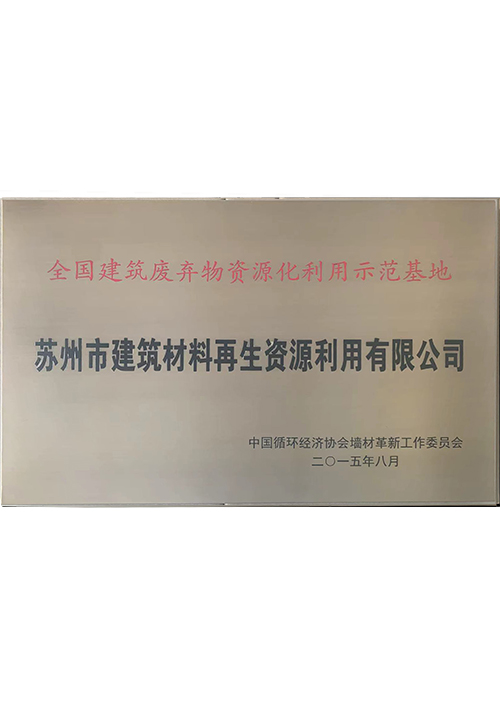 全国建筑废弃物资源化利用示范基地
苏州市建筑材料再生资源利用有限公司
中国循环经济协会墙材革新工作委员会
二〇一五年八月